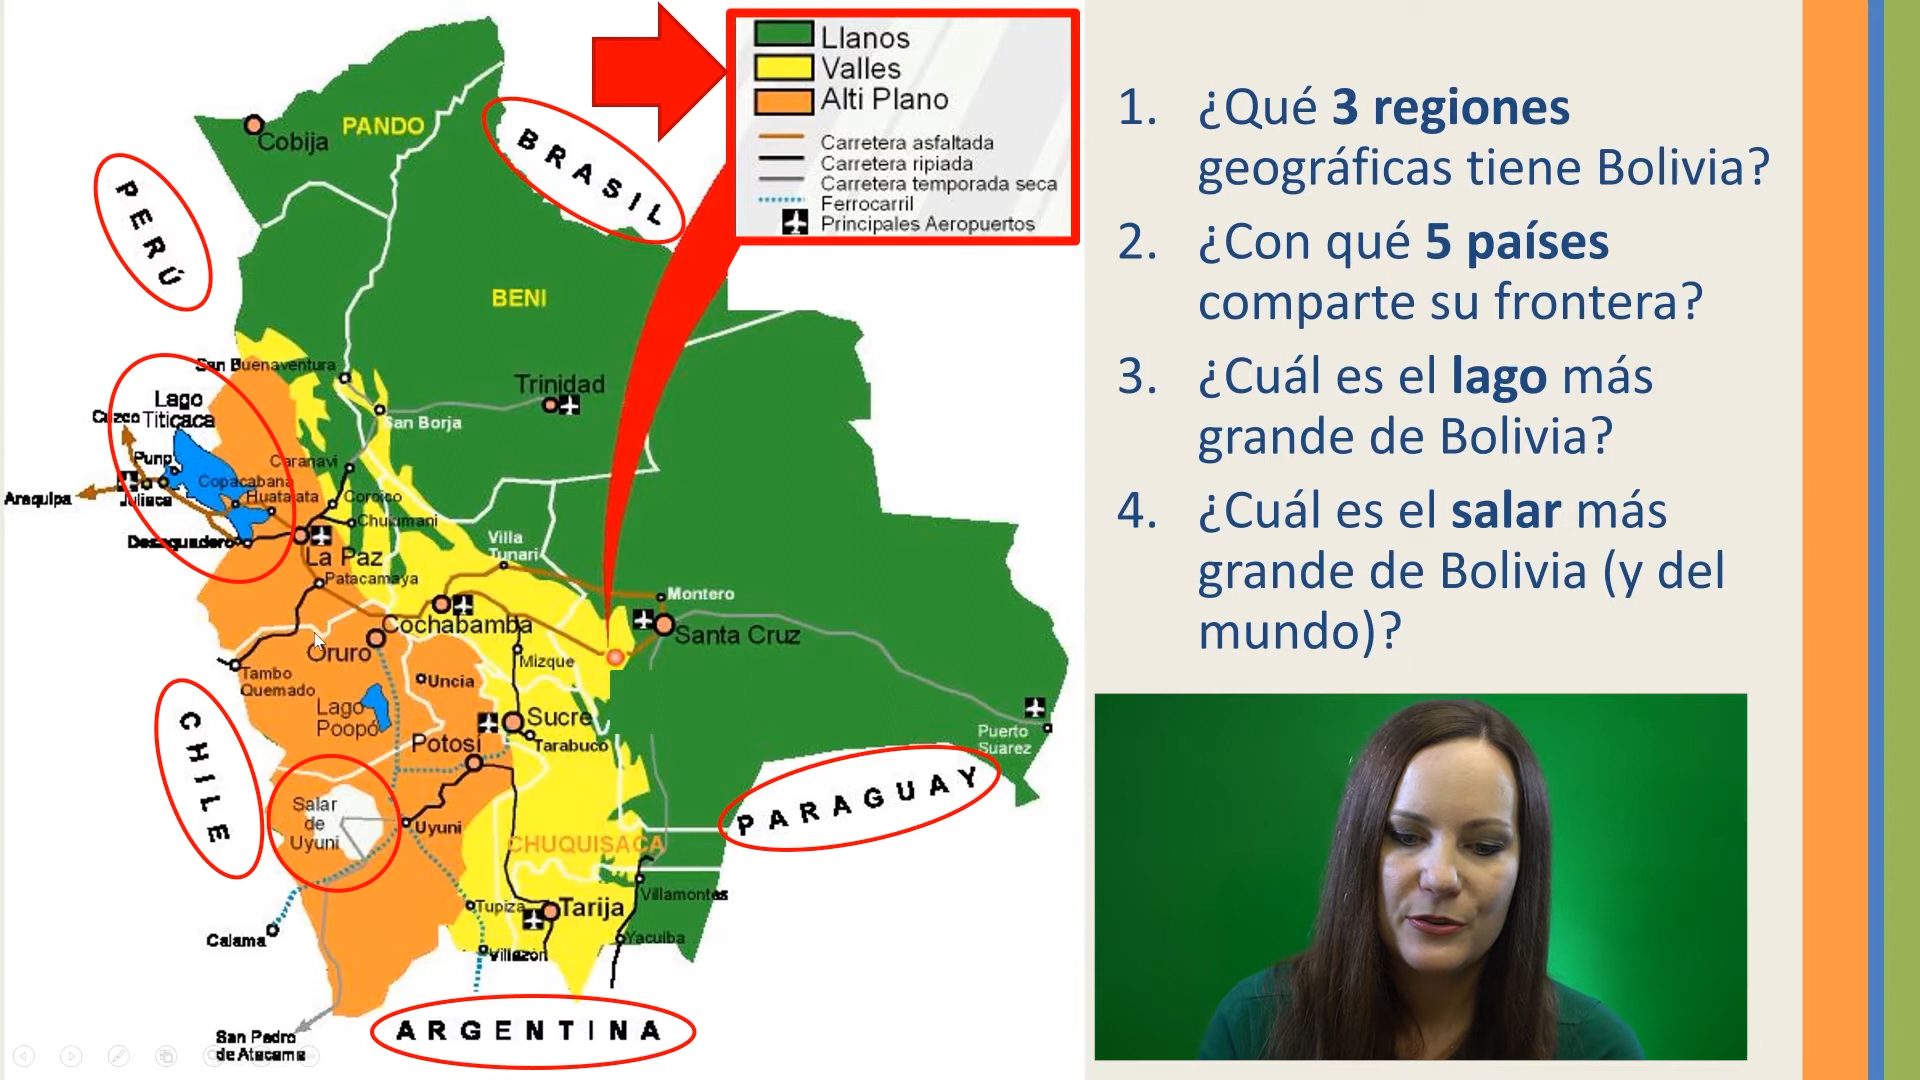 Llanos
Valles
Alti Plano
Carretera asfaltada
Carretera ripiada
Carretera temporada seca
Ferrocarril
Principales Aeropuertos
PANDO
Cobija
BRASIL
PERÚ
BENI
San Buenaventura
Trinidad
Lago
Titicaca
Cuzco
San Borja
Puno
Caranavi
Copacabana
Araquipa
Juliaca
Huatajata
Coroico
Chulumani
Desaguadero
La Paz
Villa
Tunari
Patacamaya
Montero
Cochabamba
Santa Cruz
Oruro
Mizque
Tambo
Quemado
Uncia
Lago
Poopó
Sucre
CHILE
Potosí
Tarabuco
Puerto
Suarez
PARAGUAY
Salar
de
Uyuni
Uyuni
CHUQUISACA
Villamontes
Tupiza
Tarija
Calama
Yacuiba
Villazón
ARGENTINA
San Pedro
de Atacama
1. ¿Qué 3 regiones
geográficas tiene Bolivia?
2. ¿Con qué 5 países
comparte su frontera?
3. ¿Cuál es el lago más
grande de Bolivia?
4. ¿Cuál es el salar más
grande de Bolivia (y del
mundo)?